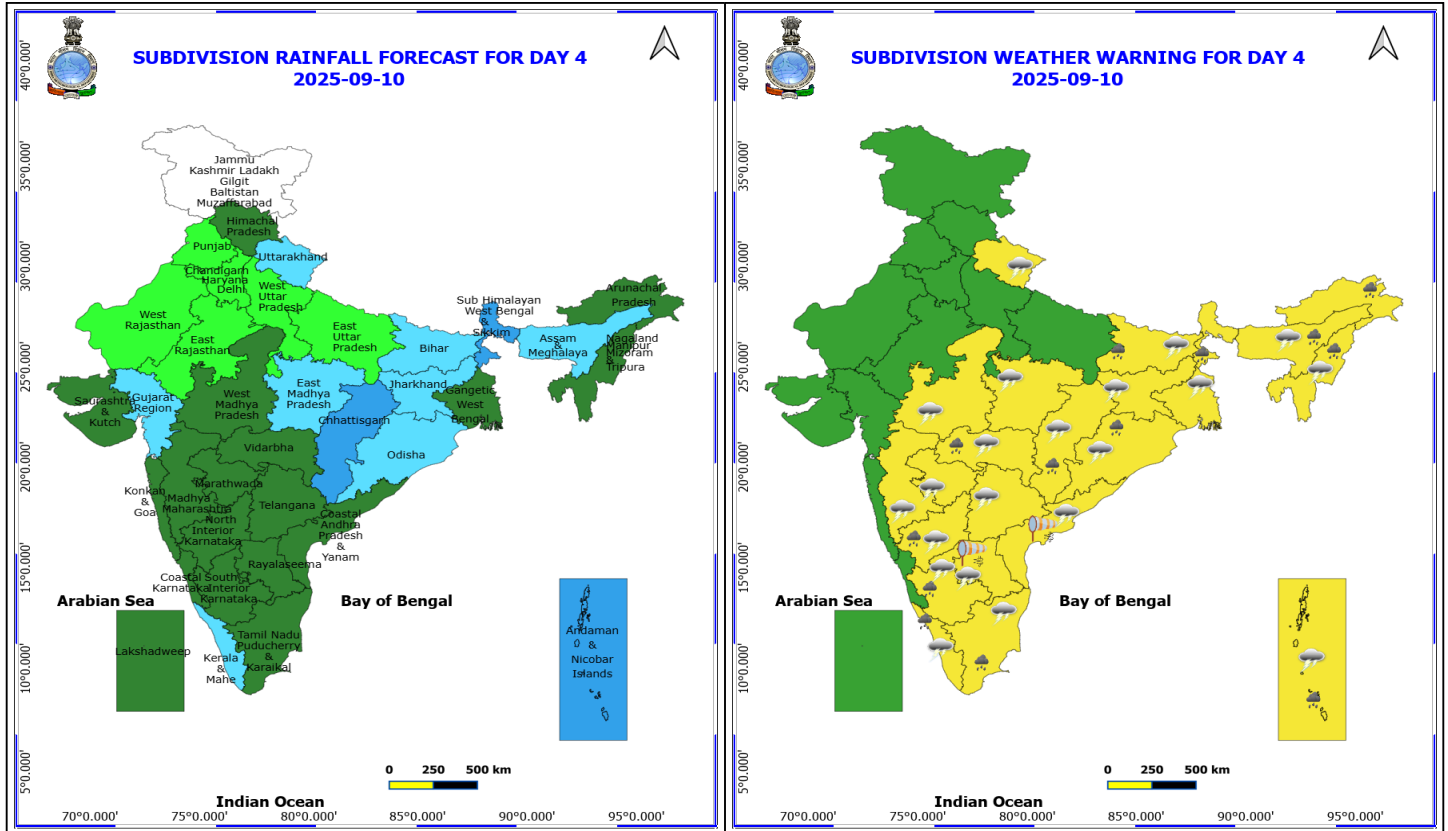 SUBDIVISION RAINFALL FORECAST FOR DAY 4
2025-09-10
40°0.000'
35°0.000'
30°0.000'
25°0.000'
20°0.000'
15°0.000'
10°0.000'
5°0.000'
Jammu
Kashmir Ladakh
Gilgit
Baltistan
Muzaffarabad
Himachal
Pradesh
Punjab
Uttarakhand
Chandigarh
Haryana
Delhi
West
Uttar
Pradesh
West
Rajasthan
East
Rajasthan
East
Uttar
Pradesh
Sub Himalayan
West Bengal
&
Sikkim
Arunachal
Pradesh
Assam
&
Meghalaya
Nagaland
Manipur
Mizoram
&
Tripura
Bihar
Jharkhand
Gangetic
West
Bengal
Saurashtra
&
Kutch
Gujarat
Region
West
Madhya
Pradesh
East
Madhya
Pradesh
Chhattisgarh
Odisha
Vidarbha
Konkan
&
Goa
Madhya
Maharashtra
Marathwada
Telangana
North
Interior
Karnataka
Coastal
Andhra
Pradesh
&
Yanam
Rayalaseema
Coastal
Karnataka
South
Interior
Karnataka
Arabian Sea
Bay of Bengal
Lakshadweep
Kerala
&
Mahe
Tamil Nadu
Puducherry
&
Karaikal
Andaman
&
Nicobar
Islands
0 250 500 km
Indian Ocean
70°0.000' 75°0.000' 80°0.000' 85°0.000' 90°0.000' 95°0.000'
SUBDIVISION WEATHER WARNING FOR DAY 4
2025-09-10
40°0.000'
35°0.000'
30°0.000'
25°0.000'
20°0.000'
15°0.000'
10°0.000'
5°0.000'
Arabian Sea
Bay of Bengal
0 250 500 km
Indian Ocean
70°0.000' 75°0.000' 80°0.000' 85°0.000' 90°0.000' 95°0.000'